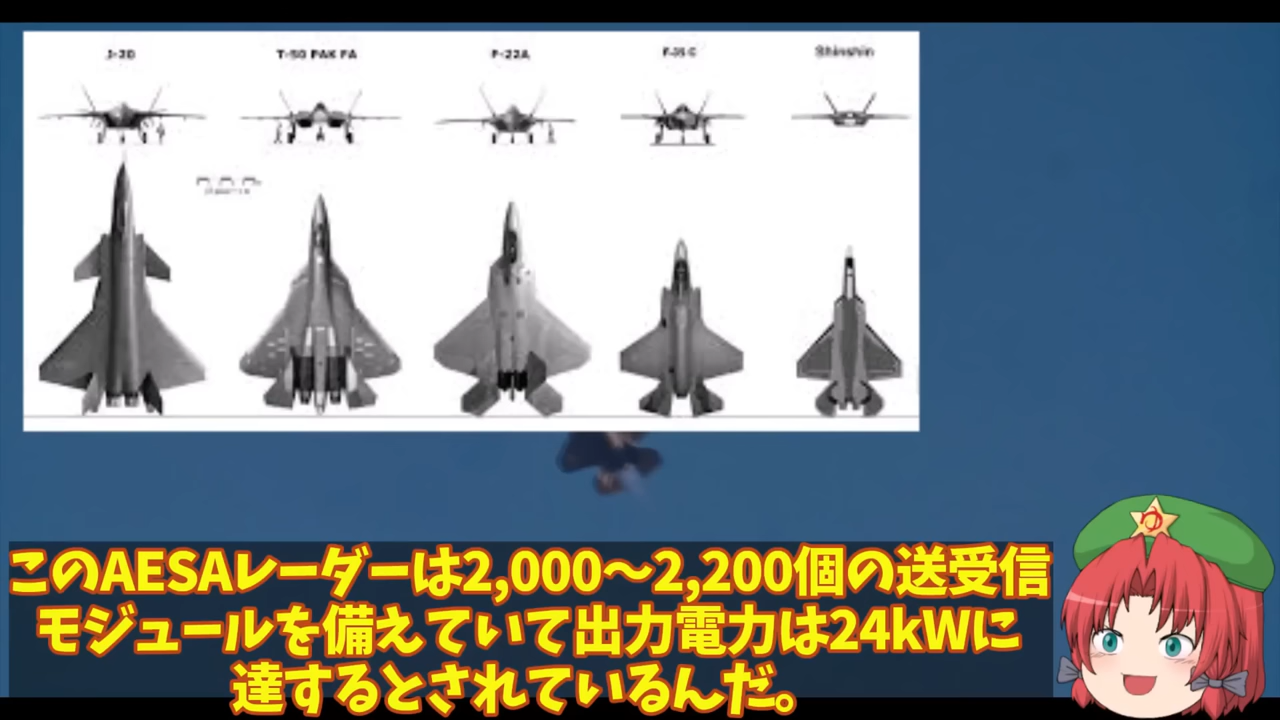 J-20
T-50 PAK FA
F-22A
F-35 C
Shinshin
このAESAレーダーは2,000〜2,200個の送受信
モジュールを備えていて出力電力は24kWに
達するとされているんだ。